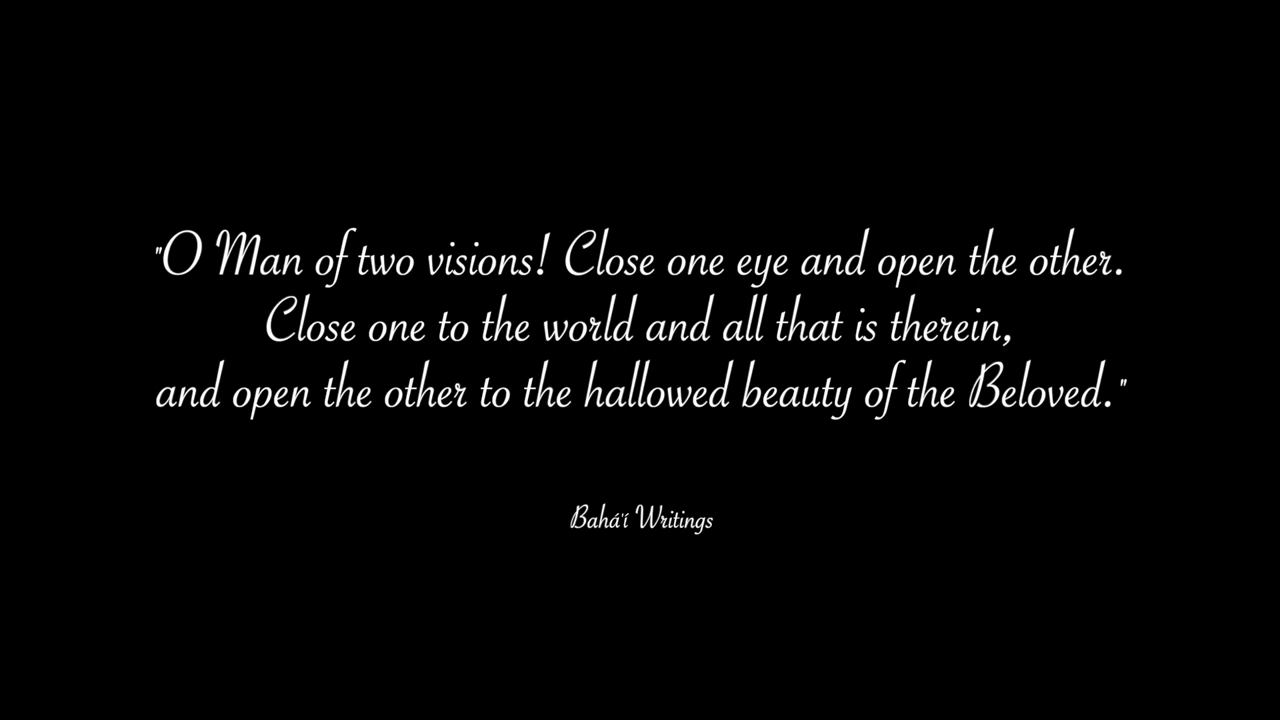 "O Man of two visions! Close one eye and open the other.
Close one to the world and all that is therein,
and open the other to the hallowed beauty of the Beloved."
Bahá'í Writings